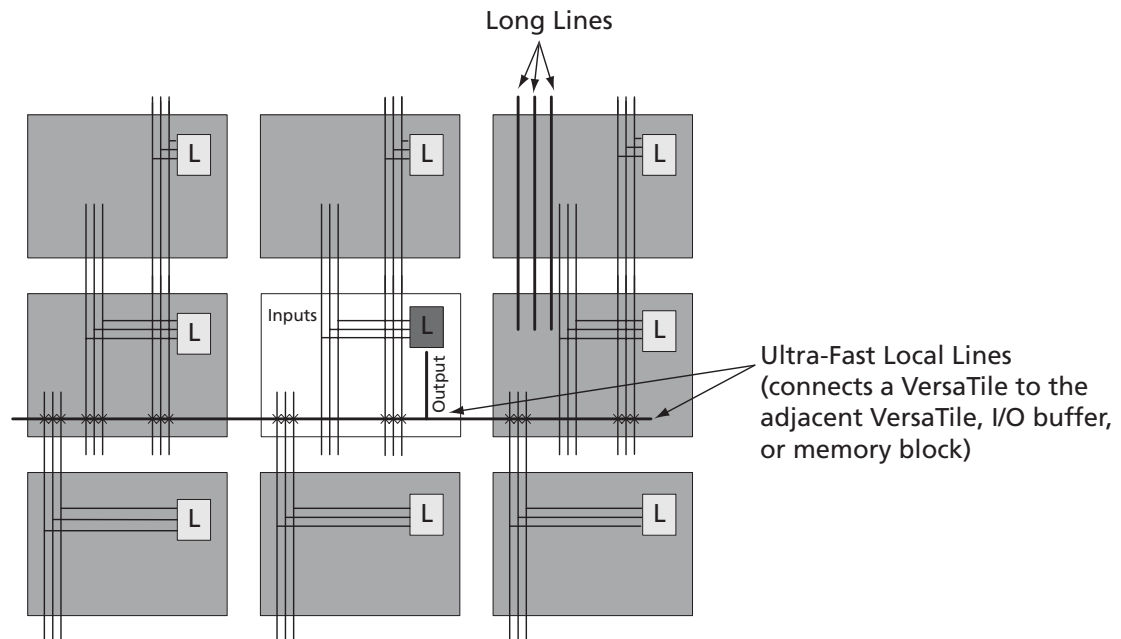 Long Lines
L
L
L
Inputs
L
L
L
Output
Ultra-Fast Local Lines
(connects a VersaTile to the
adjacent VersaTile, I/O buffer,
or memory block)
L
L
L